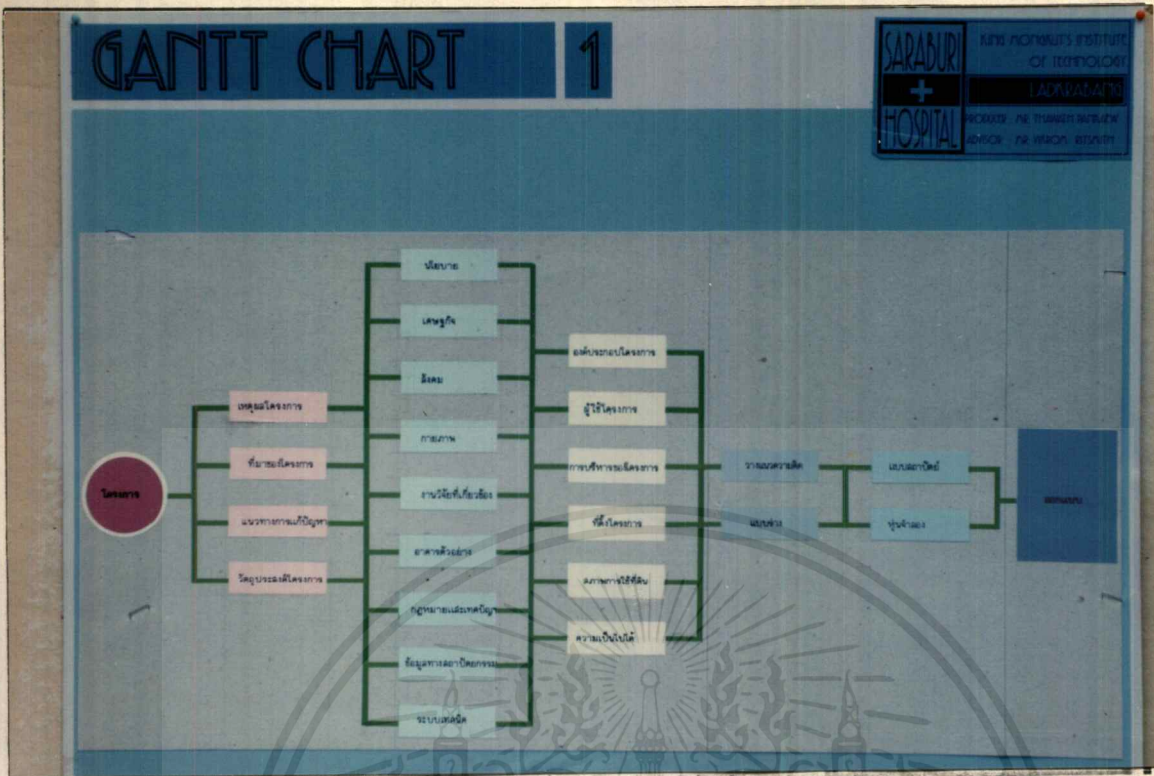 GANTT CHART 1
SARABURI
HOSPITAL
KING MONGKUT'S INSTITUTE
OF TECHNOLOGY
LADKRABANG
PRODUCER : MR.
ADVISOR : MR.
โครงการ
เหตุผลโครงการ
ที่มาของโครงการ
แนวทางการแก้ปัญหา
วัตถุประสงค์โครงการ
นโยบาย
เศรษฐกิจ
สังคม
กายภาพ
งานวิจัยที่เกี่ยวข้อง
อาคารตัวอย่าง
กฎหมายและเทศบัญ
ข้อมูลทางสถาปัตยกรรม
ระบบเทคนิค
องค์ประกอบโครงการ
ผู้ใช้โครงการ
การบริหารของโครงการ
ที่ตั้งโครงการ
สภาพการใช้ที่ดิน
ความเป็นไปได้
วางแนวความคิด
แบบร่าง
แบบสถาปัตย์
หุ่นจำลอง
ออกแบบ